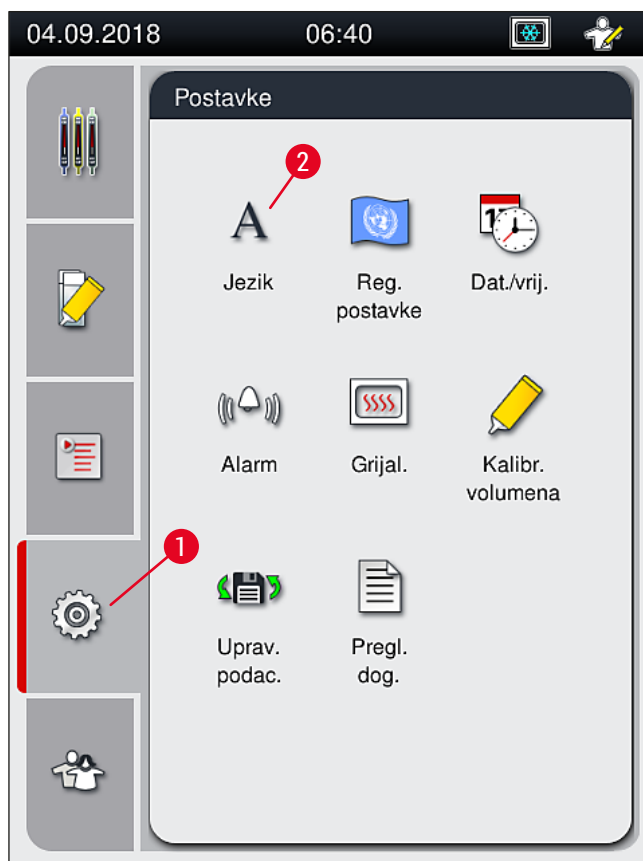 04.09.2018 06:40
Postavke
2
Jezik
Reg.
postavke
17
Dat./vrij.
Alarm
Grijal.
Kalibr.
volumena
1
Uprav.
podac.
Pregl.
dog.